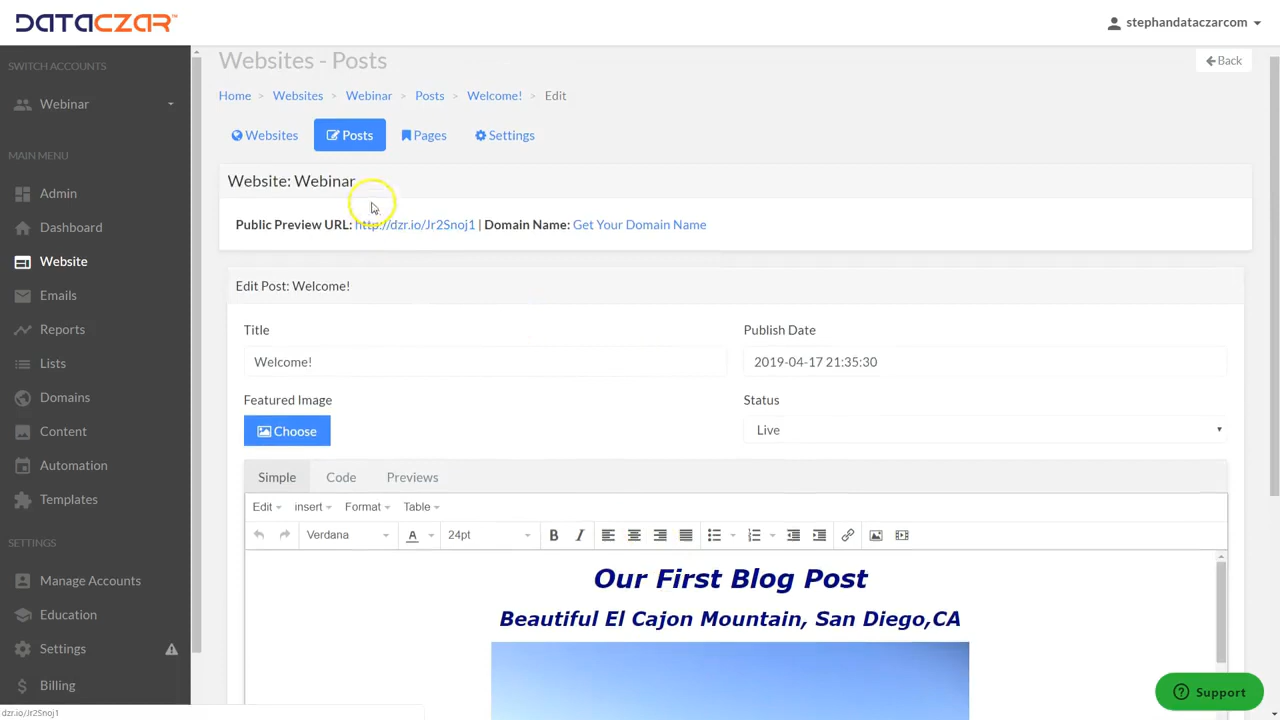 DATACZAR™
stephandataczarcom
SWITCH ACCOUNTS
Webinar
MAIN MENU
Admin
Dashboard
Website
Emails
Reports
Lists
Domains
Content
Automation
Templates
SETTINGS
Manage Accounts
Education
Settings
Billing
dzr.io/Jr2Snoj1
Websites - Posts
Back
Home > Websites > Webinar > Posts > Welcome! > Edit
Websites Posts Pages Settings
Website: Webinar
Public Preview URL: http://dzr.io/Jr2Snoj1 | Domain Name: Get Your Domain Name
Edit Post: Welcome!
Title Publish Date
Welcome! 2019-04-17 21:35:30
Featured Image Status
Choose Live
Simple Code Previews
Edit insert Format Table
Verdana A 24pt B I
Our First Blog Post
Beautiful El Cajon Mountain, San Diego,CA
Support